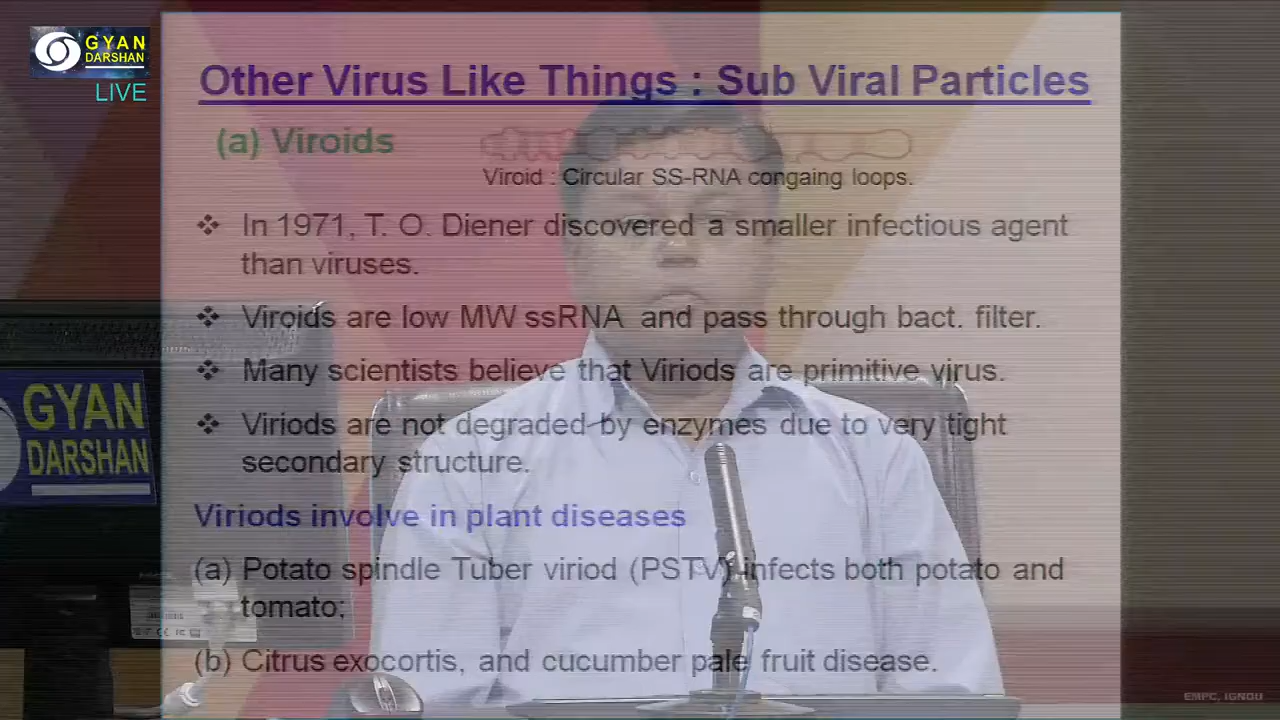 GYAN
DARSHAN
LIVE
Other Virus Like Things : Sub Viral Particles
(a) Viroids
Viroid : Circular SS-RNA congaing loops.
❖ In 1971, T. O. Diener discovered a smaller infectious agent
than viruses.
❖ Viroids are low MW ssRNA and pass through bact. filter.
❖ Many scientists believe that Viriods are primitive virus.
❖ Viriods are not degraded by enzymes due to very tight
secondary structure.
Viriods involve in plant diseases
(a) Potato spindle Tuber viriod (PSTV) infects both potato and
tomato;
(b) Citrus exocortis, and cucumber pale fruit disease.
GYAN
DARSHAN
EMPC, IGNOU